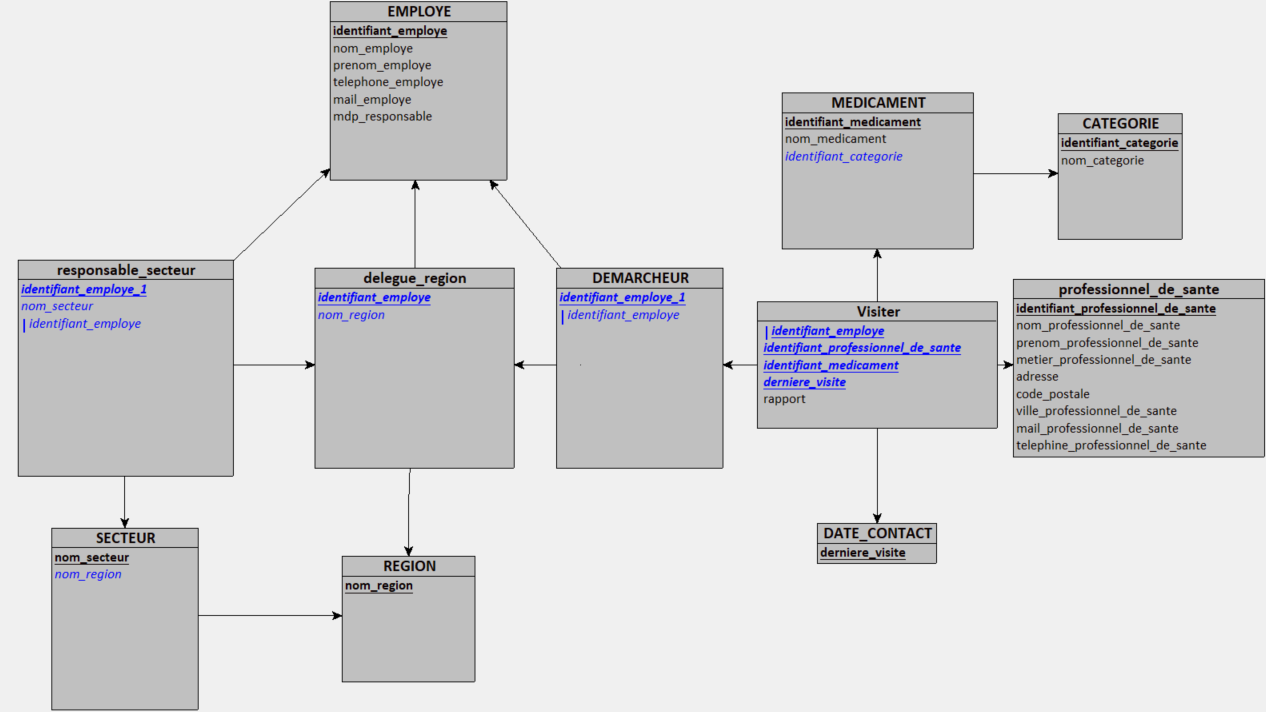 EMPLOYE
identifiant_employe
nom_employe
prenom_employe
telephone_employe
mail_employe
mdp_responsable
MEDICAMENT
identifiant_medicament
nom_medicament
identifiant_categorie
CATEGORIE
identifiant_categorie
nom_categorie
responsable_secteur
identifiant_employe_1
nom_secteur
identifiant_employe
delegue_region
identifiant_employe
nom_region
DEMARCHEUR
identifiant_employe_1
identifiant_employe
Visiter
identifiant_employe
identifiant_professionnel_de_sante
identifiant_medicament
derniere_visite
rapport
professionnel_de_sante
identifiant_professionnel_de_sante
nom_professionnel_de_sante
prenom_professionnel_de_sante
metier_professionnel_de_sante
adresse
code_postale
ville_professionnel_de_sante
mail_professionnel_de_sante
telephine_professionnel_de_sante
SECTEUR
nom_secteur
nom_region
REGION
nom_region
DATE_CONTACT
derniere_visite